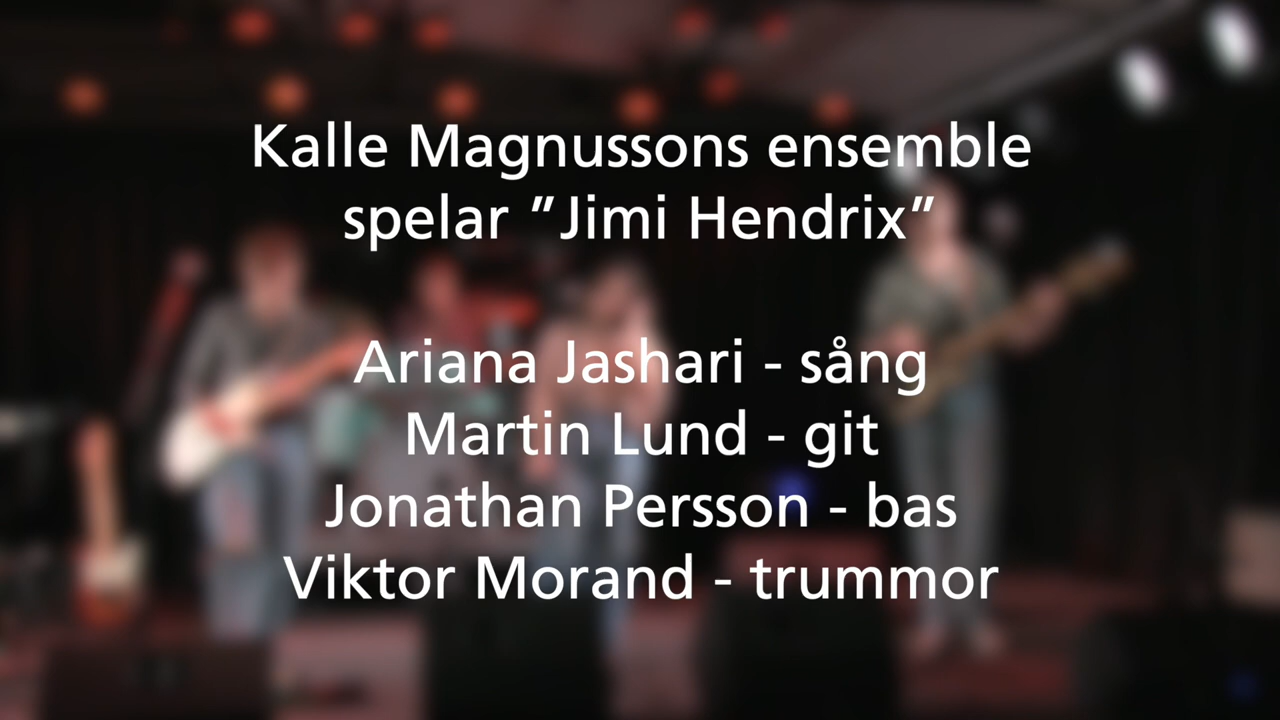 Kalle Magnussons ensemble
spelar ”Jimi Hendrix”
Ariana Jashari - sång
Martin Lund - git
Jonathan Persson - bas
Viktor Morand - trummor